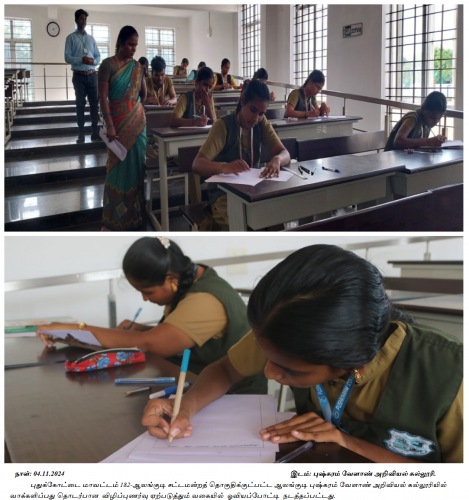 நாள்: 04.11.2024 இடம்: புஷ்கரம் வேளாண் அறிவியல் கல்லூரி.
புதுக்கோட்டை மாவட்டம் 182-ஆலங்குடி சட்டமன்றத் தொகுதிக்குட்பட்ட ஆலங்குடி புஷ்கரம் வேளாண் அறிவியல் கல்லூரியில்
வாக்களிப்பது தொடர்பான விழிப்புணர்வு ஏற்படுத்தும் வகையில் ஓவியப்போட்டி நடத்தப்பட்டது.